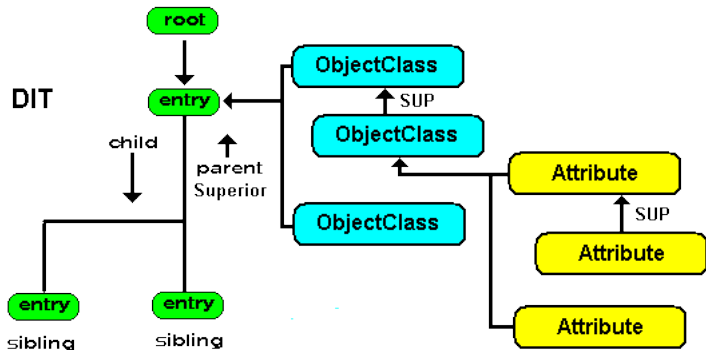 root
ObjectClass
DIT
entry
SUP
ObjectClass
child
parent
Superior
Attribute
SUP
ObjectClass
Attribute
entry
entry
Attribute
sibling
sibling